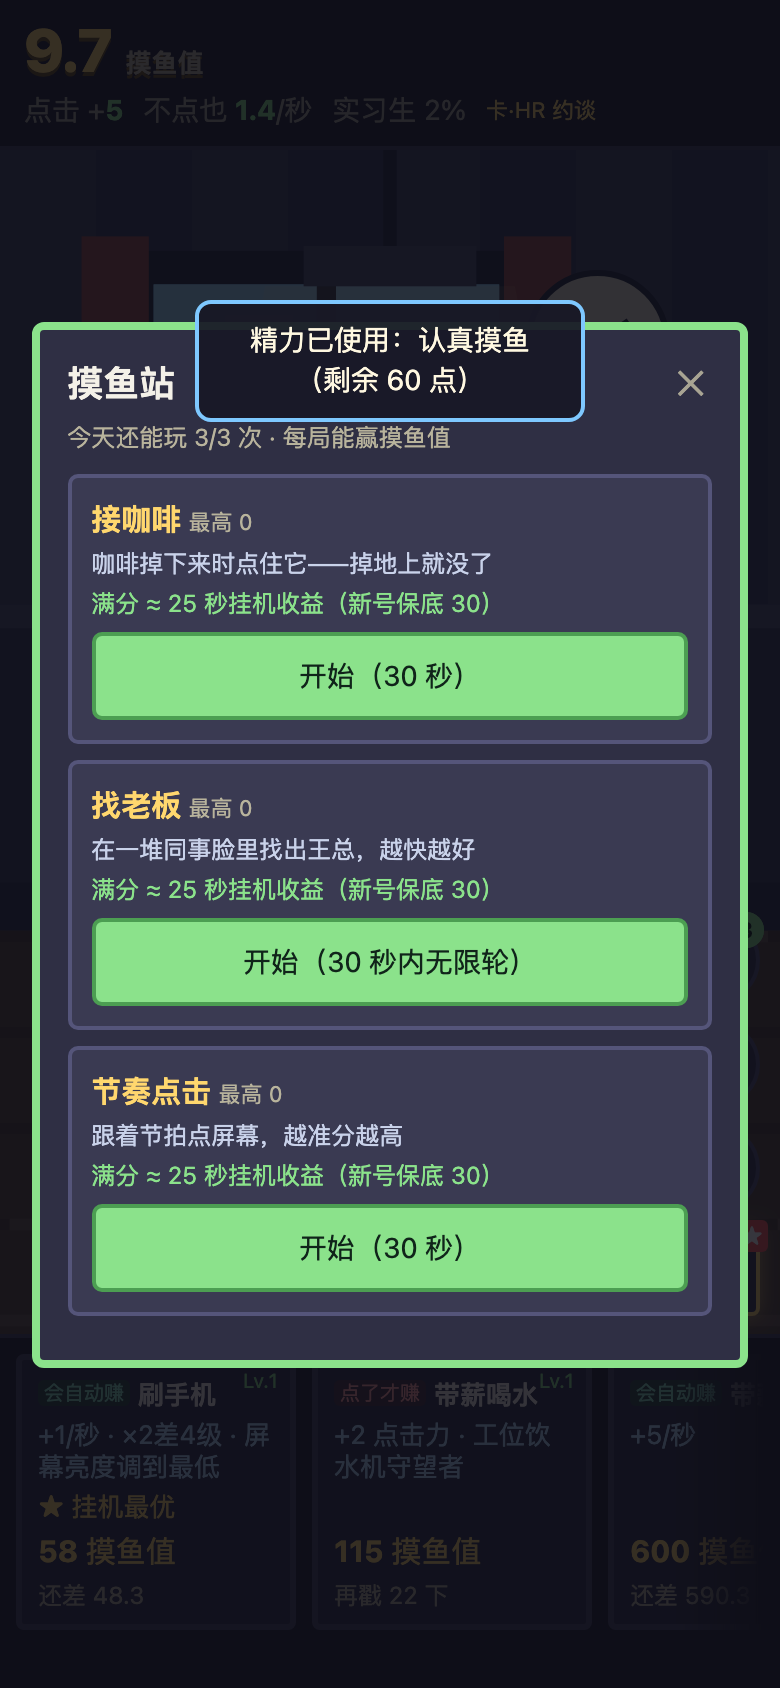 9.7 摸鱼值
点击 +5 不点也 1.4/秒 实习生 2% 卡·HR 约谈
精力已使用：认真摸鱼
（剩余 60 点）
摸鱼站
今天还能玩 3/3 次 · 每局能赢摸鱼值
接咖啡 最高 0
咖啡掉下来时点住它——掉地上就没了
满分 ≈ 25 秒挂机收益（新号保底 30）
开始（30 秒）
找老板 最高 0
在一堆同事脸里找出王总，越快越好
满分 ≈ 25 秒挂机收益（新号保底 30）
开始（30 秒内无限轮）
节奏点击 最高 0
跟着节拍点屏幕，越准分越高
满分 ≈ 25 秒挂机收益（新号保底 30）
开始（30 秒）
会自动赚 刷手机 Lv.1
+1/秒 · ×2差4级 · 屏
幕亮度调到最低
★ 挂机最优
58 摸鱼值
还差 48.3
点了才赚 带薪喝水 Lv.1
+2 点击力 · 工位饮
水机守望者
115 摸鱼值
再戳 22 下
会自动赚 带
+5/秒
600 摸鱼
还差 590.3